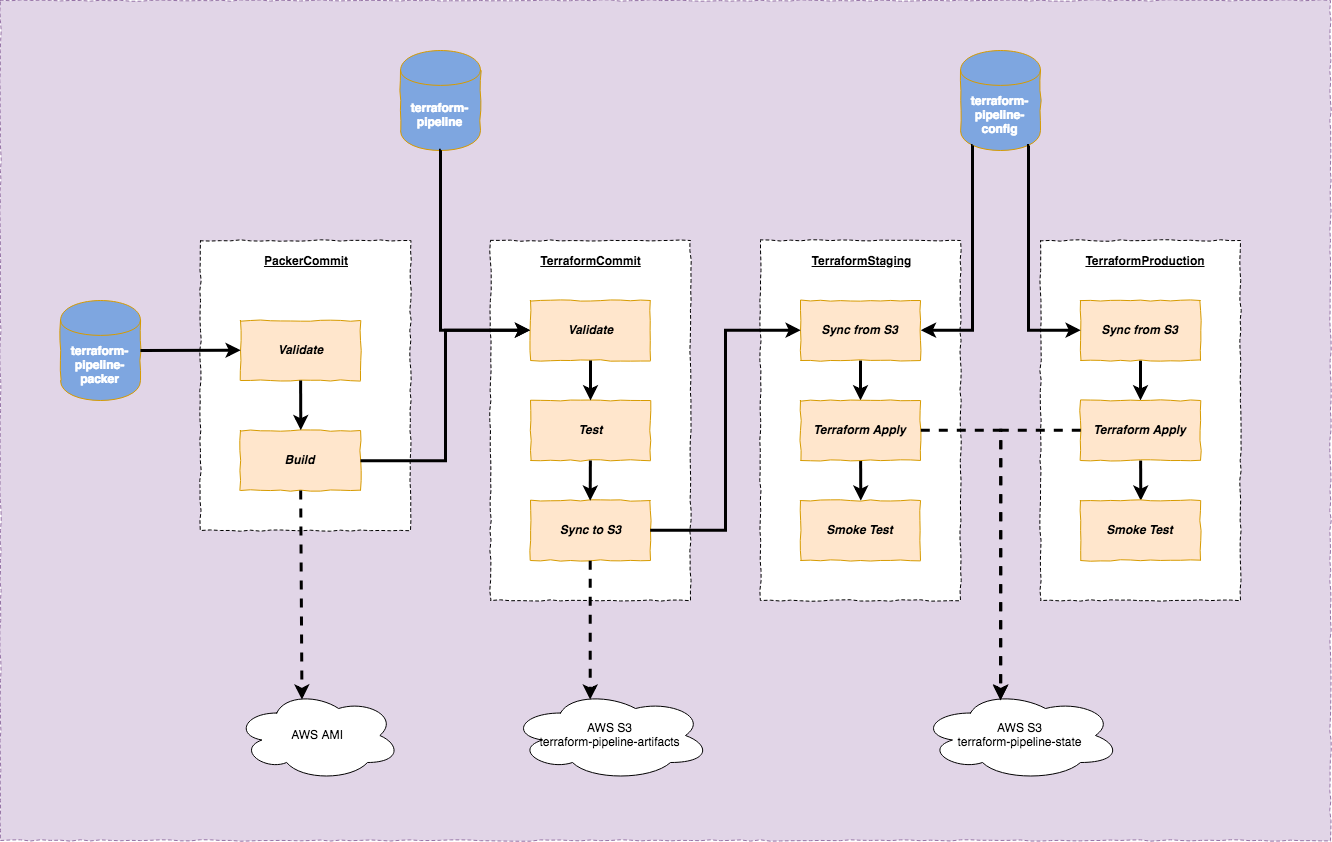 terraform-
pipeline
terraform-
pipeline-
config
PackerCommit
TerraformCommit
TerraformStaging
TerraformProduction
terraform-
pipeline-
packer
Validate
Build
Validate
Test
Sync to S3
Sync from S3
Terraform Apply
Smoke Test
Sync from S3
Terraform Apply
Smoke Test
AWS AMI
AWS S3
terraform-pipeline-artifacts
AWS S3
terraform-pipeline-state